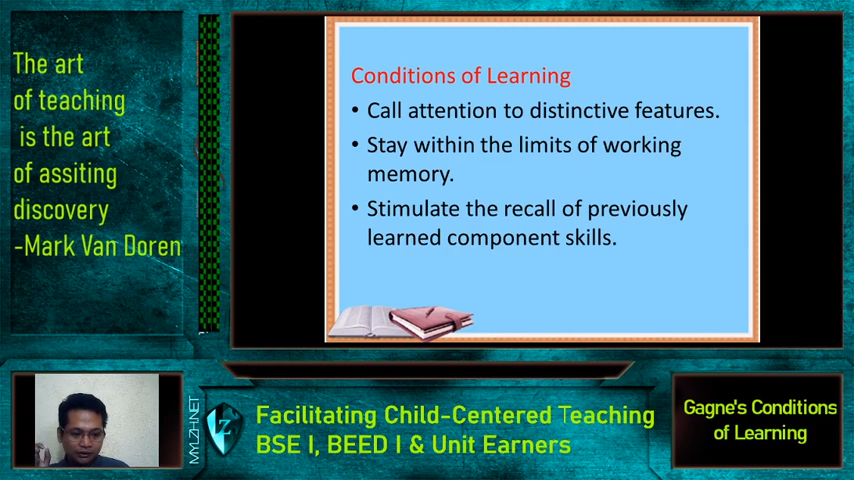 The art
of teaching
is the art
of assiting
discovery
-Mark Van Doren
Conditions of Learning
• Call attention to distinctive features.
• Stay within the limits of working
memory.
• Stimulate the recall of previously
learned component skills.
MYLZH.NET
Z
Facilitating Child-Centered Teaching
BSE I, BEED I & Unit Earners
Gagne's Conditions
of Learning